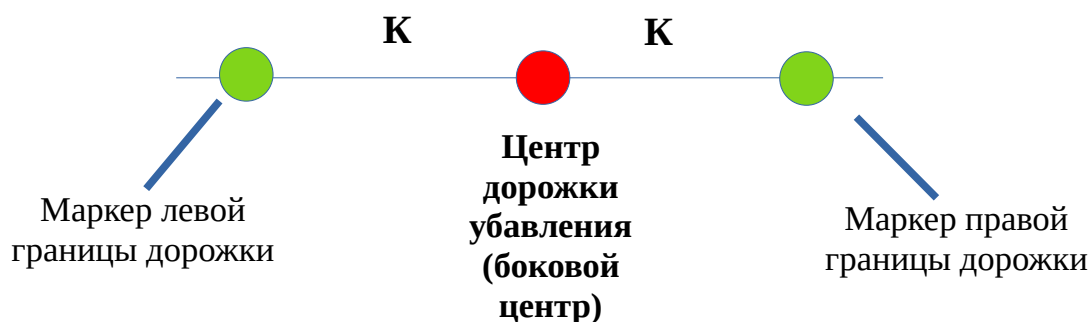 К К
Центр
дорожки
убавления
(боковой
центр)
Маркер левой
границы дорожки
Маркер правой
границы дорожки